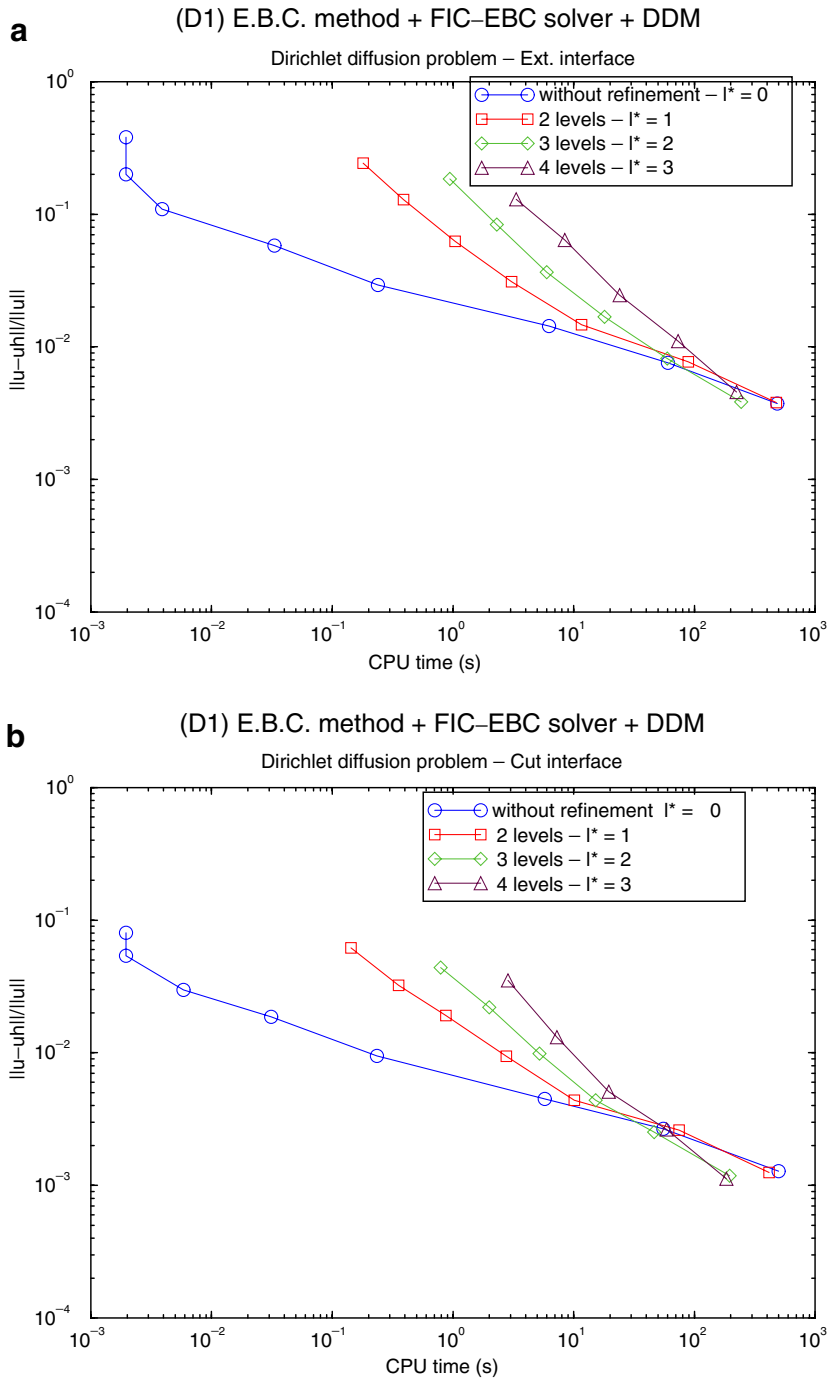 a
(D1) E.B.C. method + FIC–EBC solver + DDM
Dirichlet diffusion problem – Ext. interface
without refinement – l* = 0
2 levels – l* = 1
3 levels – l* = 2
4 levels – l* = 3
||u–uh||/||u||
10^0
10^-1
10^-2
10^-3
10^-4
10^-3 10^-2 10^-1 10^0 10^1 10^2 10^3
CPU time (s)
b
(D1) E.B.C. method + FIC–EBC solver + DDM
Dirichlet diffusion problem – Cut interface
without refinement l* = 0
2 levels – l* = 1
3 levels – l* = 2
4 levels – l* = 3
||u–uh||/||u||
10^0
10^-1
10^-2
10^-3
10^-4
10^-3 10^-2 10^-1 10^0 10^1 10^2 10^3
CPU time (s)